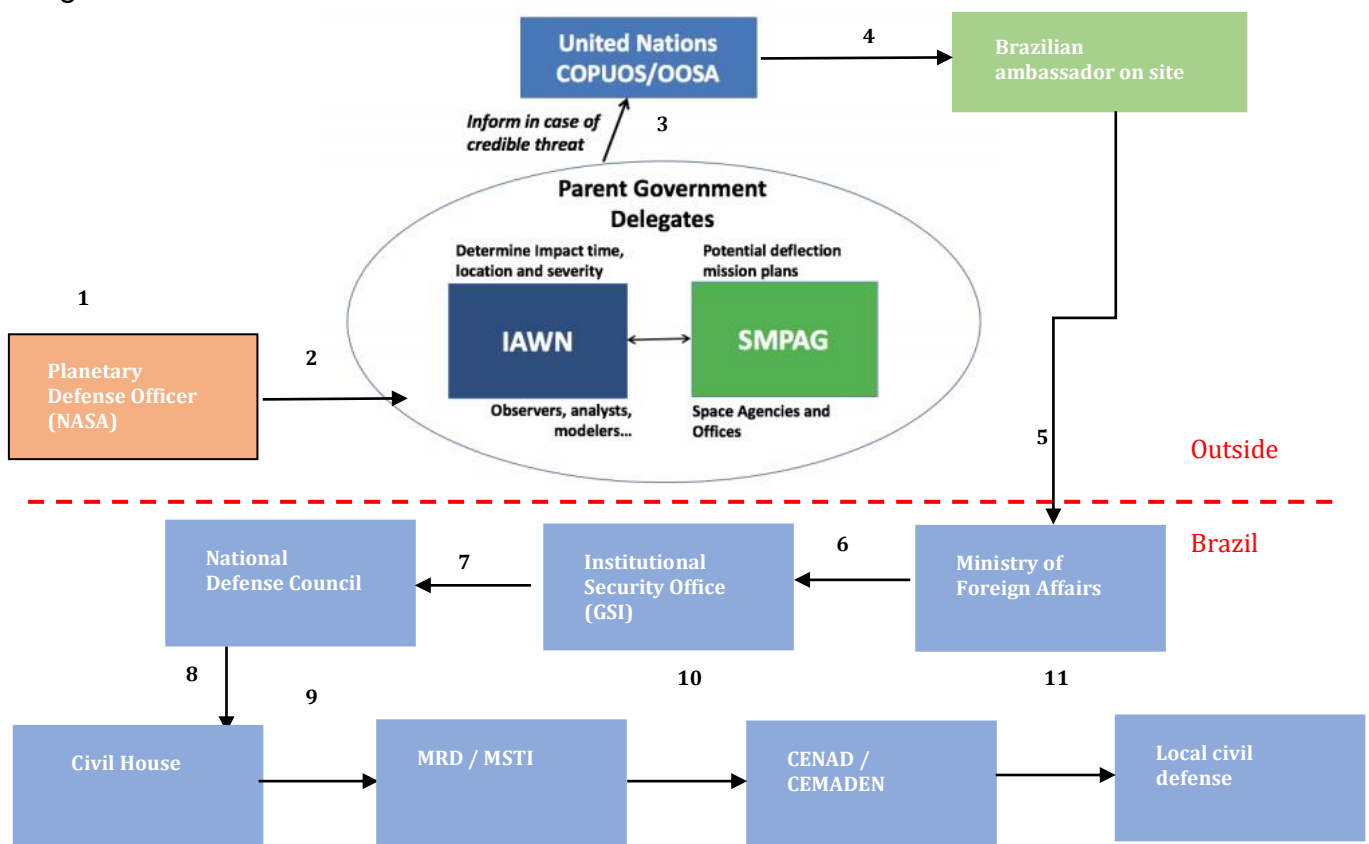 United Nations
COPUOS/OOSA
4
Brazilian
ambassador on site
Inform in case of
credible threat
3
Parent Government
Delegates
Determine Impact time,
location and severity
Potential deflection
mission plans
1
IAWN
SMPAG
2
Planetary
Defense Officer
(NASA)
Observers, analysts,
modelers...
Space Agencies and
Offices
5
Outside
Brazil
National
Defense Council
7
Institutional
Security Office
(GSI)
6
Ministry of
Foreign Affairs
8
9
10
11
Civil House
MRD / MSTI
CENAD /
CEMADEN
Local civil
defense